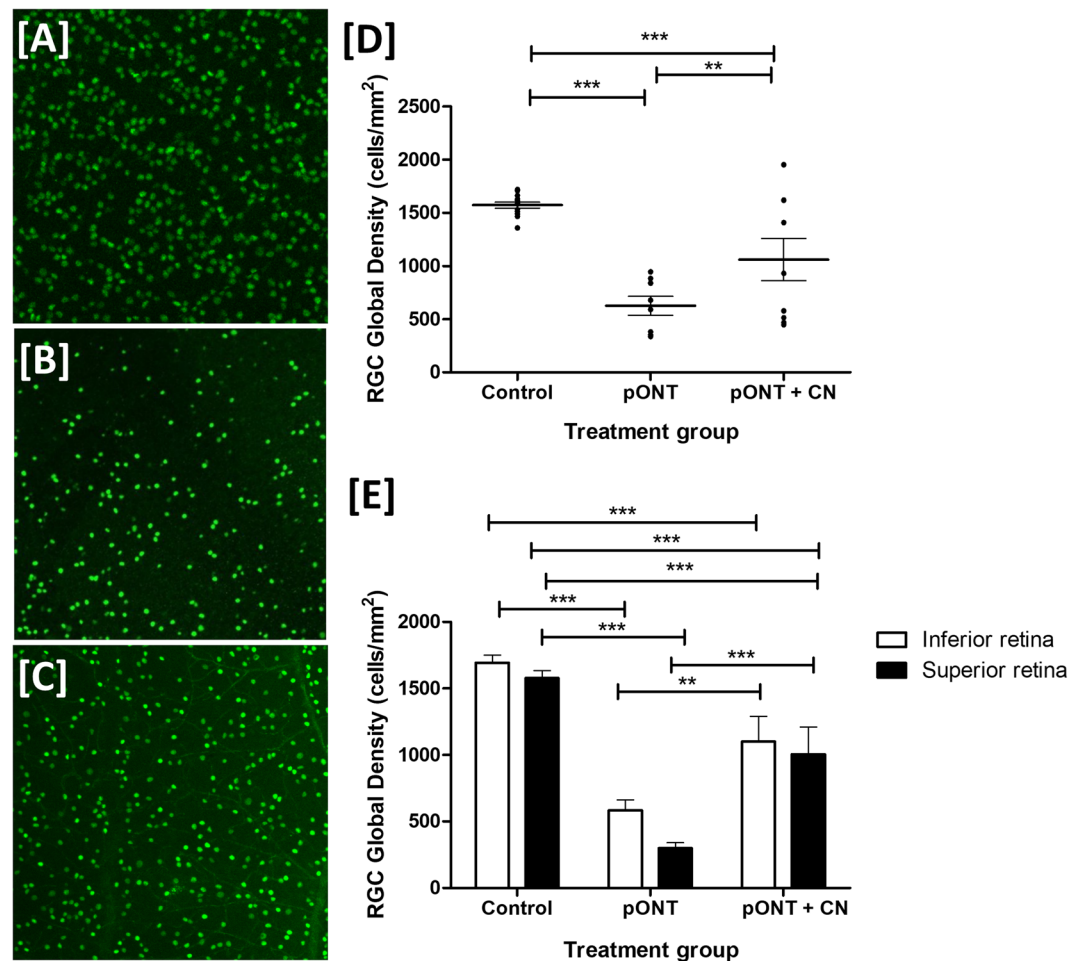 [A]
[B]
[C]
[D]
***
**
***
RGC Global Density (cells/mm²)
2500
2000
1500
1000
500
0
Control pONT pONT + CN
Treatment group
[E]
***
***
***
***
***
***
**
RGC Global Density (cells/mm²)
2000
1500
1000
500
0
Control pONT pONT + CN
Treatment group
Inferior retina
Superior retina